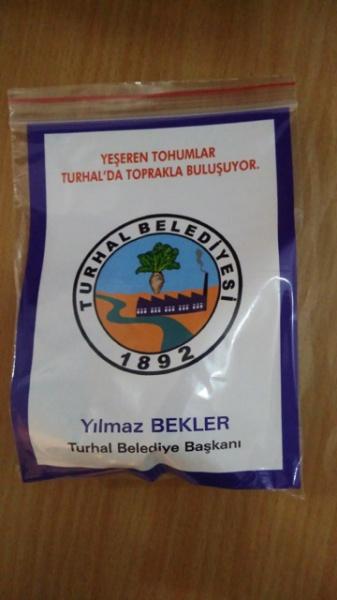 YEŞEREN TOHUMLAR
TURHAL'DA TOPRAKLA BULUŞUYOR.
TURHAL BELEDİYESİ
1892
Yılmaz BEKLER
Turhal Belediye Başkanı